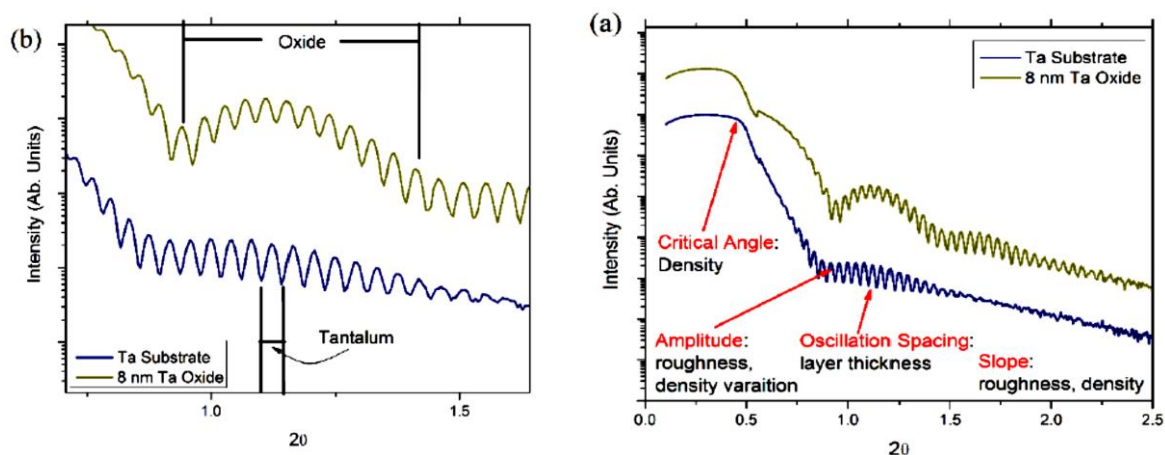 (b)
Oxide
Intensity (Ab. Units)
Tantalum
Ta Substrate
8 nm Ta Oxide
1.0
1.5
2θ
(a)
Ta Substrate
8 nm Ta Oxide
Intensity (Ab. Units)
Critical Angle:
Density
Amplitude:
roughness,
density varaition
Oscillation Spacing:
layer thickness
Slope:
roughness, density
0.0
0.5
1.0
1.5
2.0
2.5
2θ